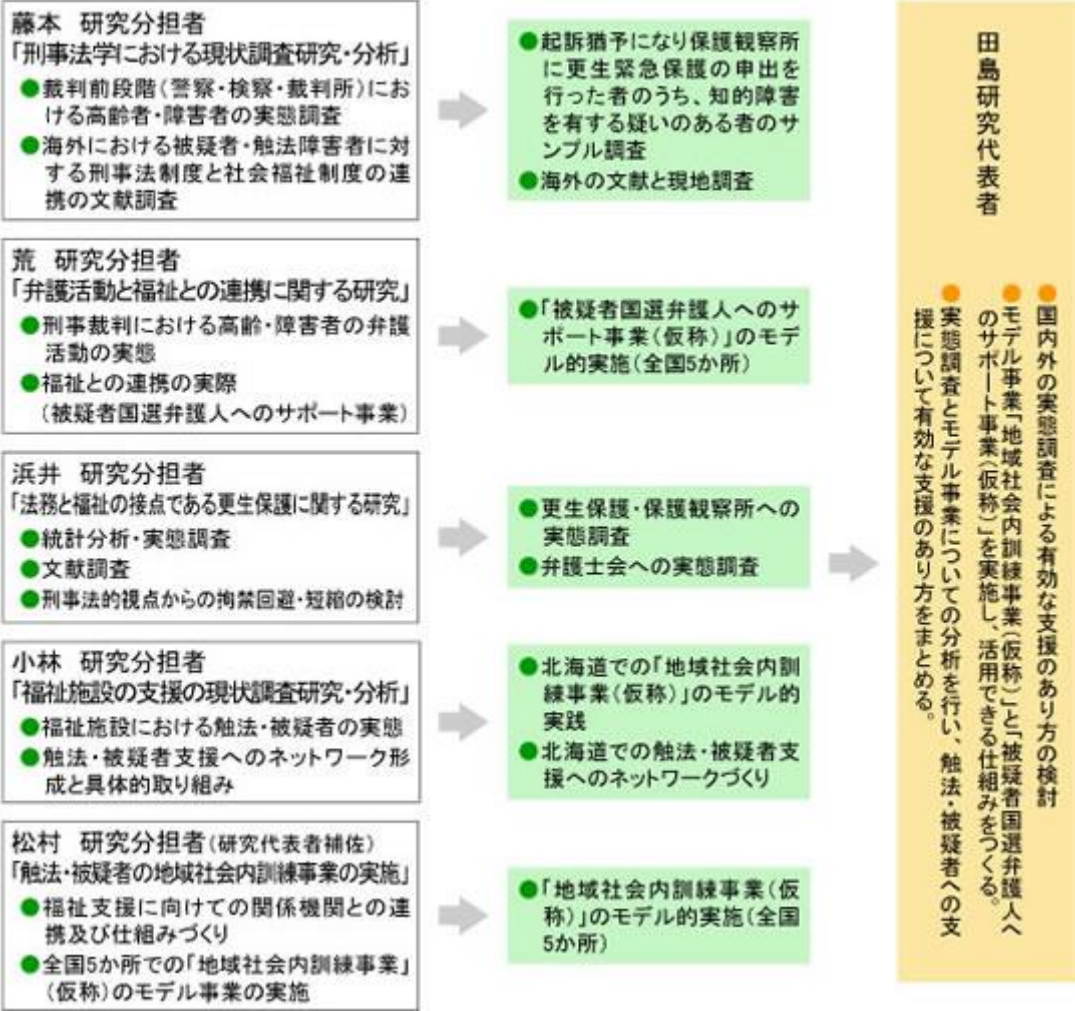 藤本　研究分担者
「刑事法学における現状調査研究・分析」
●裁判前段階（警察・検察・裁判所）にお
ける高齢者・障害者の実態調査
●海外における被疑者・触法障害者に対
する刑事法制度と社会福祉制度の連
携の文献調査
●起訴猶予になり保護観察所
に更生緊急保護の申出を
行った者のうち、知的障害
を有する疑いのある者のサ
ンプル調査
●海外の文献と現地調査
荒　研究分担者
「弁護活動と福祉との連携に関する研究」
●刑事裁判における高齢・障害者の弁護
活動の実態
●福祉との連携の実際
（被疑者国選弁護人へのサポート事業）
●「被疑者国選弁護人へのサ
ポート事業（仮称）」のモデ
ル的実施（全国5か所）
浜井　研究分担者
「法務と福祉の接点である更生保護に関する研究」
●統計分析・実態調査
●文献調査
●刑事法的視点からの拘禁回避・短縮の検討
●更生保護・保護観察所への
実態調査
●弁護士会への実態調査
小林　研究分担者
「福祉施設の支援の現状調査研究・分析」
●福祉施設における触法・被疑者の実態
●触法・被疑者支援へのネットワーク形
成と具体的取り組み
●北海道での「地域社会内訓
練事業（仮称）」のモデル的
実践
●北海道での触法・被疑者支
援へのネットワークづくり
松村　研究分担者（研究代表者補佐）
「触法・被疑者の地域社会内訓練事業の実施」
●福祉支援に向けての関係機関との連
携及び仕組みづくり
●全国5か所での「地域社会内訓練事業」
（仮称）のモデル事業の実施
●「地域社会内訓練事業（仮
称）」のモデル的実施（全国
5か所）
田島研究代表者
●国内外の実態調査による有効な支援のあり方の検討
●モデル事業「地域社会内訓練事業（仮称）」と「被疑者国選弁護人へ
のサポート事業（仮称）」を実施し、活用できる仕組みをつくる。
●実態調査とモデル事業についての分析を行い、触法・被疑者への支
援について有効な支援のあり方をまとめる。